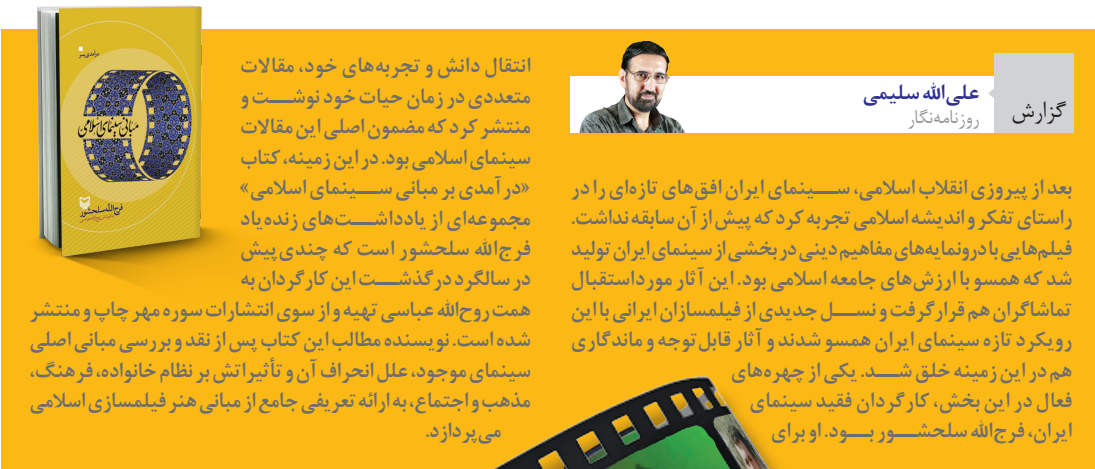 گزارش
علی‌الله سلیمی
روزنامه‌نگار
بعد از پیروزی انقلاب اسلامی، سینمای ایران افق‌های تازه‌ای را در
راستای تفکر و اندیشه اسلامی تجربه کرد که پیش از آن سابقه نداشت.
فیلم‌هایی با درونمایه‌های مفاهیم دینی در بخشی از سینمای ایران تولید
شد که همسو با ارزش‌های جامعه اسلامی بود. این آثار مورداستقبال
تماشاگران هم قرار گرفت و نسل جدیدی از فیلمسازان ایرانی با این
رویکرد تازه سینمای ایران همسو شدند و آثار قابل‌توجه و ماندگاری
هم در این زمینه خلق شد. یکی از چهره‌های
فعال در این بخش، کارگردان فقید سینمای
ایران، فرج‌الله سلحشور بود. او برای
انتقال دانش و تجربه‌های خود، مقالات
متعددی در زمان حیات خود نوشت و
منتشر کرد که مضمون اصلی این مقالات
سینمای اسلامی بود. در این زمینه، کتاب
«درآمدی بر مبانی سینمای اسلامی»
مجموعه‌ای از یادداشت‌های زنده‌یاد
فرج‌الله سلحشور است که چندی پیش
در سالگرد درگذشت این کارگردان به
همت روح‌الله عباسی تهیه و از سوی انتشارات سوره مهر چاپ و منتشر
شده است. نویسنده مطالب این کتاب پس از نقد و بررسی مبانی اصلی
سینمای موجود، علل انحراف آن و تأثیراتش بر نظام خانواده، فرهنگ،
مذهب و اجتماع، به ارائه تعریفی جامع از مبانی هنر فیلمسازی اسلامی
می‌پردازد.
درآمدی بر
مبانی سینمای اسلامی
فرج‌الله سلحشور